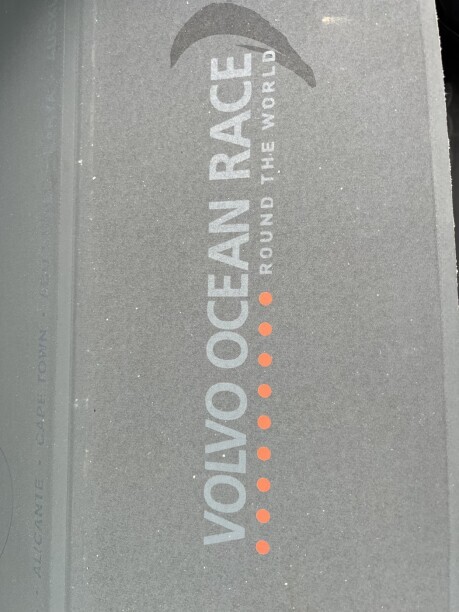 VOLVO OCEAN RACE
ROUND THE WORLD
ALICANTE - CAPE TOWN -